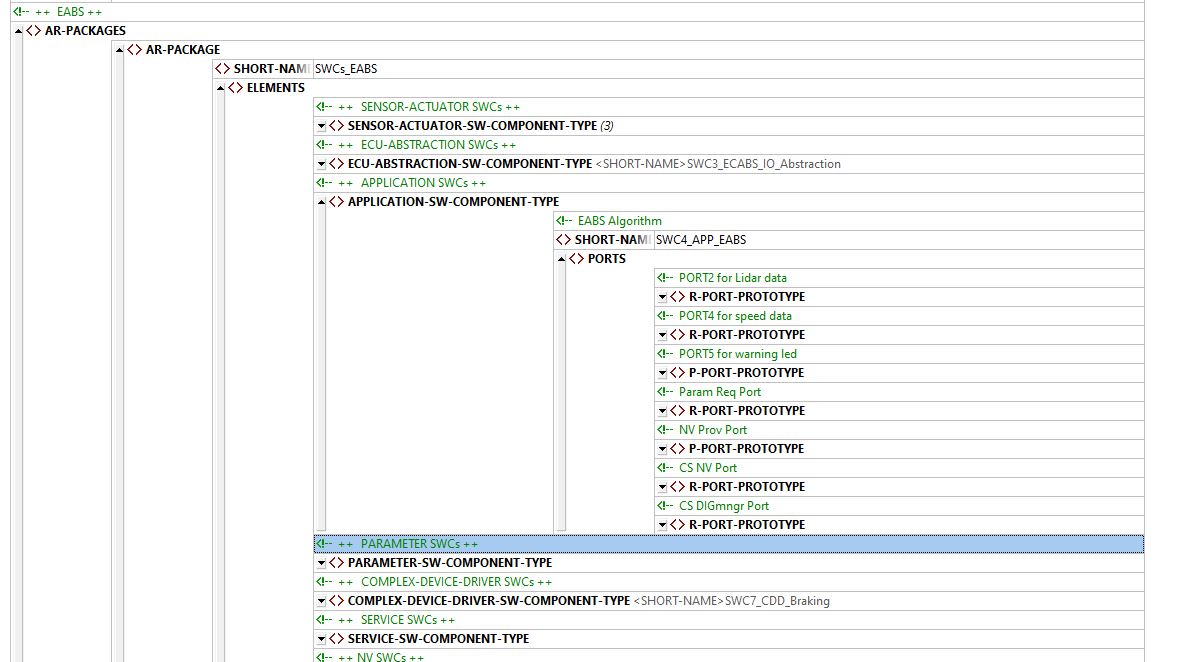 <!-- ++ EABS ++
<> AR-PACKAGES
<> AR-PACKAGE
<> SHORT-NAM SWCs_EABS
<> ELEMENTS
<!-- ++ SENSOR-ACTUATOR SWCs ++
<> SENSOR-ACTUATOR-SW-COMPONENT-TYPE (3)
<!-- ++ ECU-ABSTRACTION SWCs ++
<> ECU-ABSTRACTION-SW-COMPONENT-TYPE <SHORT-NAME>SWC3_ECABS_IO_Abstraction
<!-- ++ APPLICATION SWCs ++
<> APPLICATION-SW-COMPONENT-TYPE
<!-- EABS Algorithm
<> SHORT-NAM SWC4_APP_EABS
<> PORTS
<!-- PORT2 for Lidar data
<> R-PORT-PROTOTYPE
<!-- PORT4 for speed data
<> R-PORT-PROTOTYPE
<!-- PORT5 for warning led
<> P-PORT-PROTOTYPE
<!-- Param Req Port
<> R-PORT-PROTOTYPE
<!-- NV Prov Port
<> P-PORT-PROTOTYPE
<!-- CS NV Port
<> R-PORT-PROTOTYPE
<!-- CS DIGmngr Port
<> R-PORT-PROTOTYPE
<!-- ++ PARAMETER SWCs ++
<> PARAMETER-SW-COMPONENT-TYPE
<!-- ++ COMPLEX-DEVICE-DRIVER SWCs ++
<> COMPLEX-DEVICE-DRIVER-SW-COMPONENT-TYPE <SHORT-NAME>SWC7_CDD_Braking
<!-- ++ SERVICE SWCs ++
<> SERVICE-SW-COMPONENT-TYPE
<!-- ++ NV SWCs ++